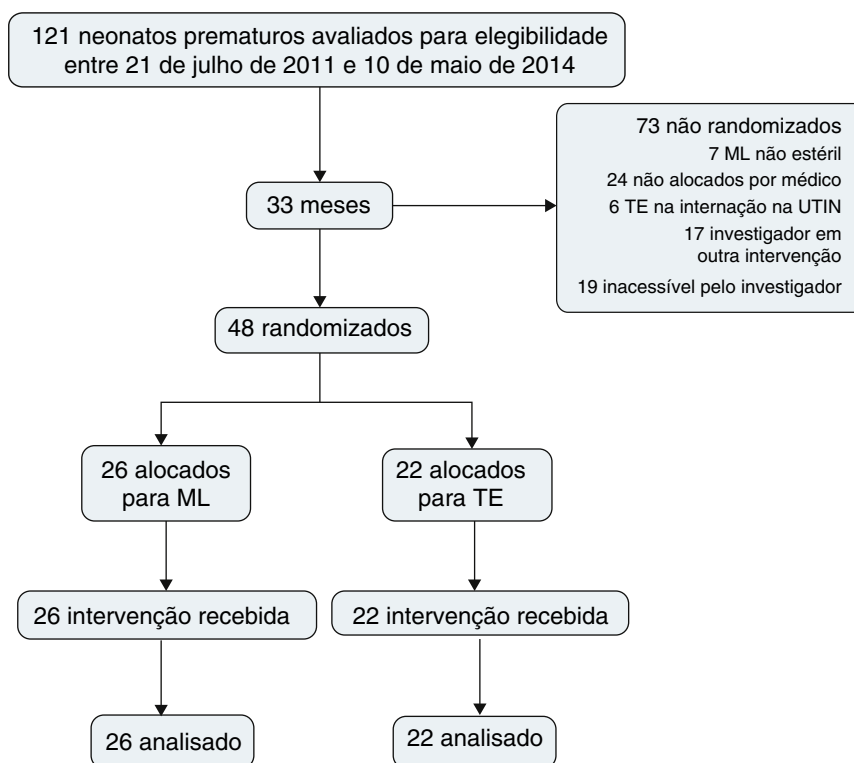 121 neonatos prematuros avaliados para elegibilidade
entre 21 de julho de 2011 e 10 de maio de 2014
73 não randomizados
7 ML não estéril
24 não alocados por médico
6 TE na internação na UTIN
17 investigador em
outra intervenção
19 inacessível pelo investigador
33 meses
48 randomizados
26 alocados
para ML
22 alocados
para TE
26 intervenção recebida
22 intervenção recebida
26 analisado
22 analisado